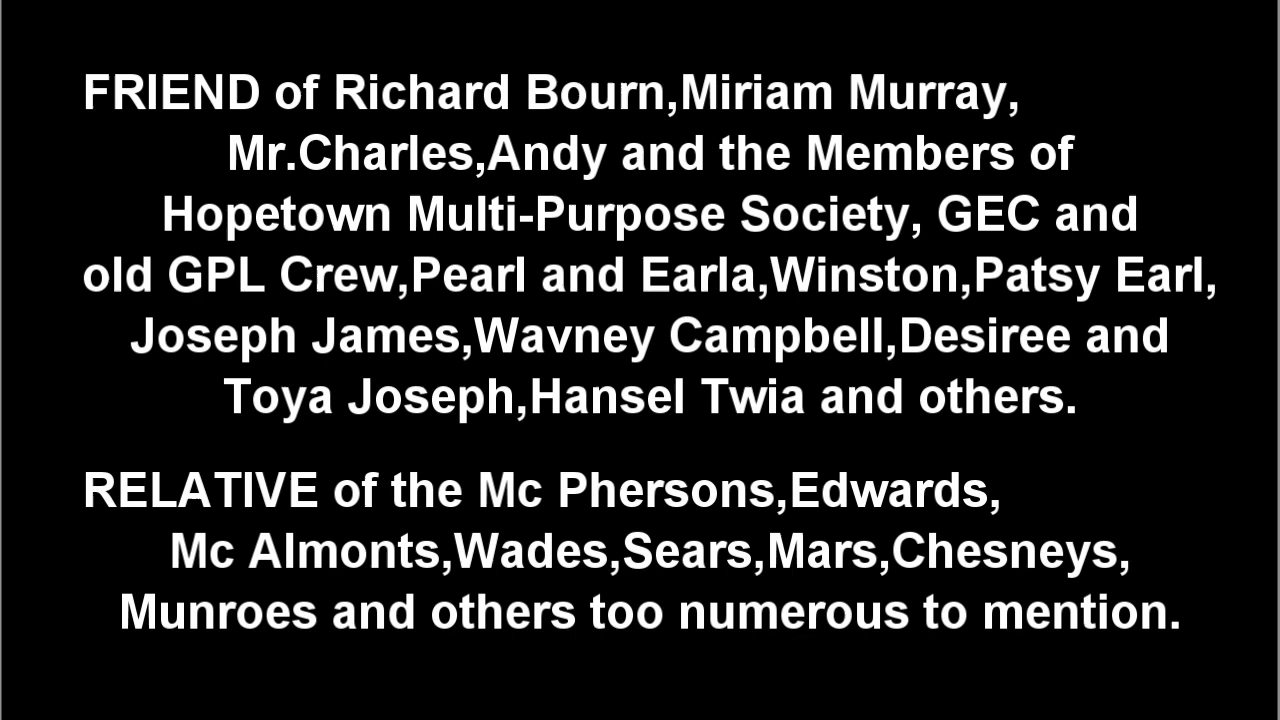 FRIEND of Richard Bourn,Miriam Murray,
Mr.Charles,Andy and the Members of
Hopetown Multi-Purpose Society, GEC and
old GPL Crew,Pearl and Earla,Winston,Patsy Earl,
Joseph James,Wavney Campbell,Desiree and
Toya Joseph,Hansel Twia and others.
RELATIVE of the Mc Phersons,Edwards,
Mc Almonts,Wades,Sears,Mars,Chesneys,
Munroes and others too numerous to mention.